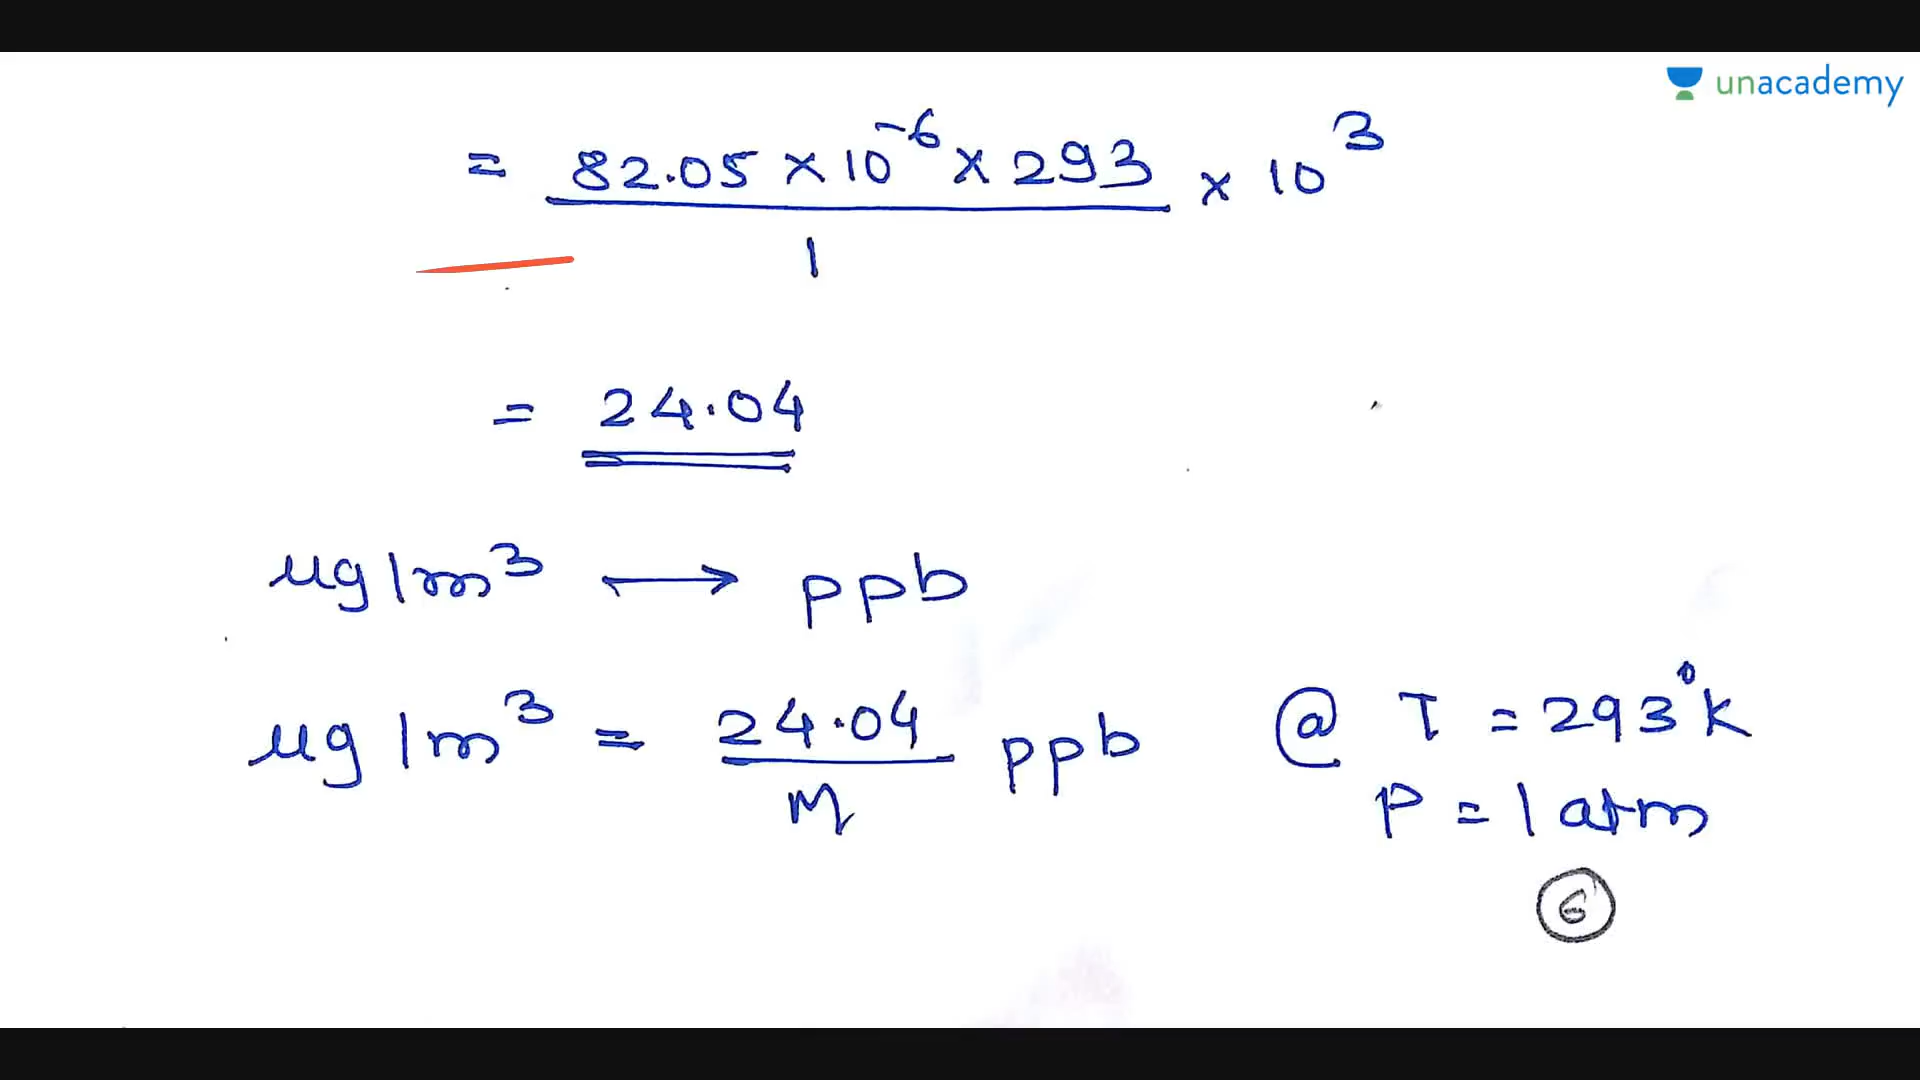 unacademy
= 82.05 × 10⁻⁶ × 293 × 10³
1
= 24.04
μg/m³ → ppb
μg/m³ = 24.04 ppb @ T = 293°K
M
P = 1 atm
6